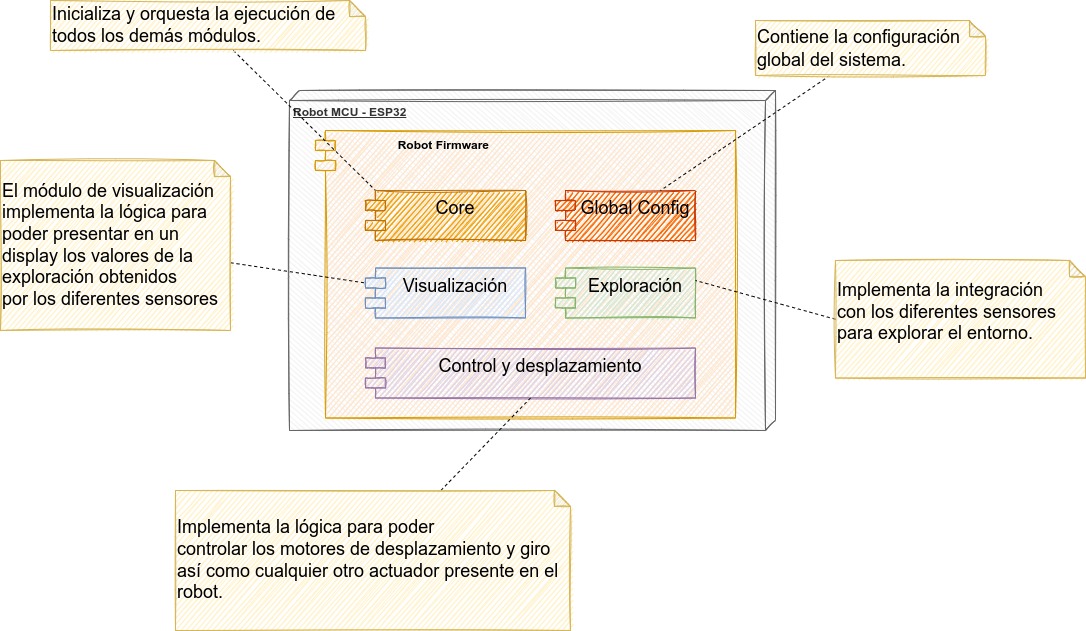 Inicializa y orquesta la ejecución de
todos los demás módulos.
Contiene la configuración
global del sistema.
Robot MCU - ESP32
Robot Firmware
Core
Global Config
El módulo de visualización
implementa la lógica para
poder presentar en un
display los valores de la
exploración obtenidos
por los diferentes sensores
Visualización
Exploración
Implementa la integración
con los diferentes sensores
para explorar el entorno.
Control y desplazamiento
Implementa la lógica para poder
controlar los motores de desplazamiento y giro
así como cualquier otro actuador presente en el
robot.